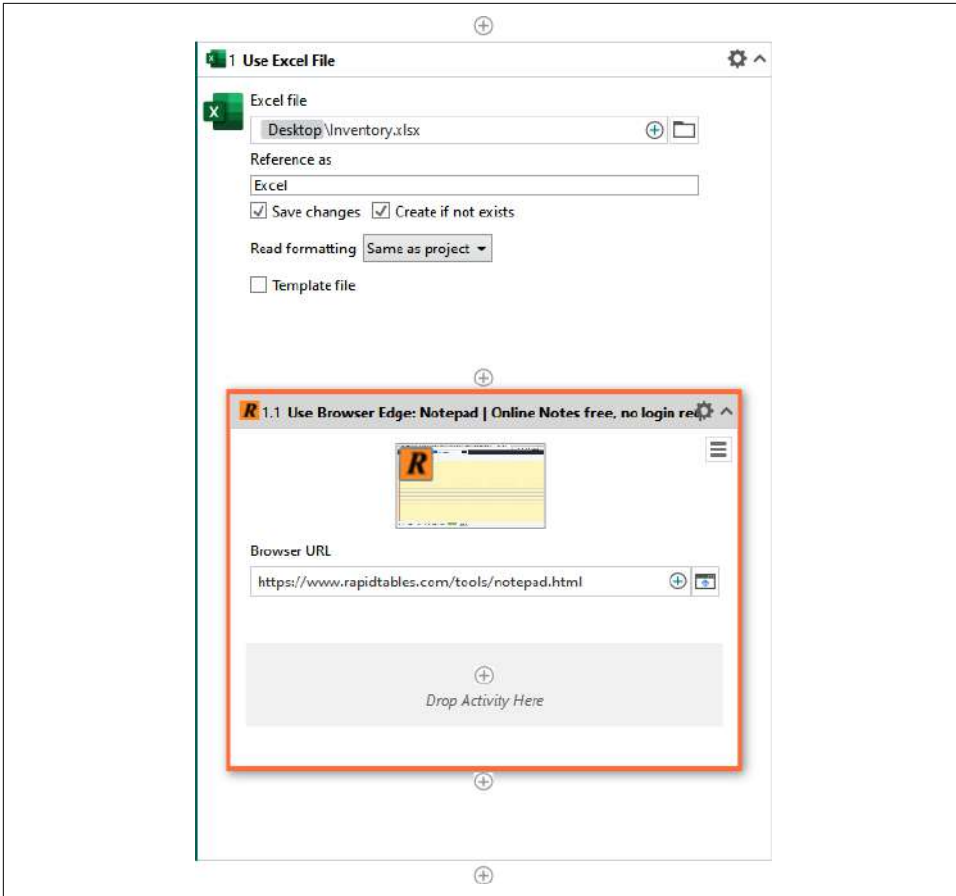 1 Use Excel File
Excel file
Desktop\Inventory.xlsx
Reference as
Excel
Save changes Create if not exists
Read formatting Same as project
Template file
R 1.1 Use Browser Edge: Notepad | Online Notes free, no login req
R
Browser URL
https://www.rapidtables.com/tools/notepad.html
Drop Activity Here